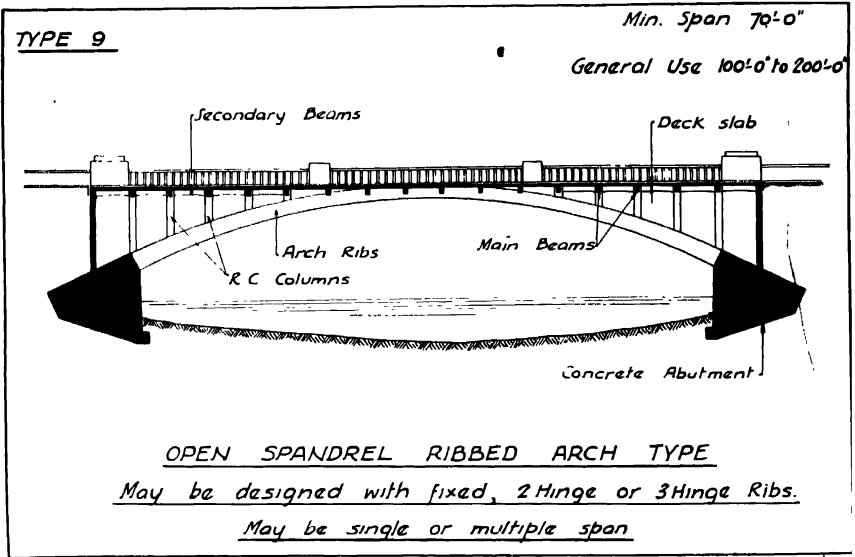 TYPE 9
Min. Span 70'-0"
General Use 100'-0" to 200'-0"
Secondary Beams
Deck slab
Arch Ribs
Main Beams
R C Columns
Concrete Abutment
OPEN SPANDREL RIBBED ARCH TYPE
May be designed with fixed, 2 Hinge or 3 Hinge Ribs.
May be single or multiple span